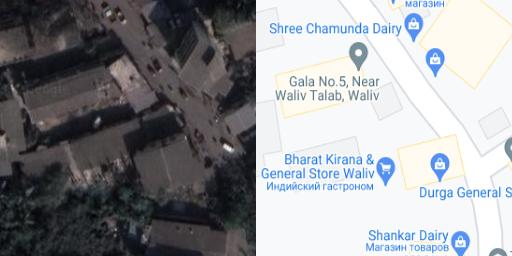 магазин
Shree Chamunda Dairy
Gala No.5, Near
Waliv Talab, Waliv
Bharat Kirana &
General Store Waliv
Индийский гастроном
Durga General S
Shankar Dairy
Магазин товаров